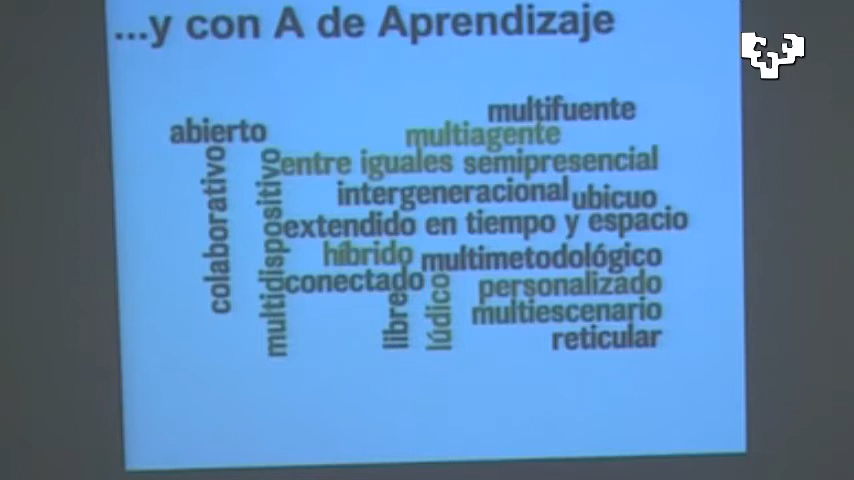 ...y con A de Aprendizaje
multifuente
abierto
multiagente
entre iguales semipresencial
intergeneracional
ubicuo
colaborativo
multidispositivo
extendido en tiempo y espacio
híbrido
multimetodológico
conectado
personalizado
libre
lúdico
multiescenario
reticular